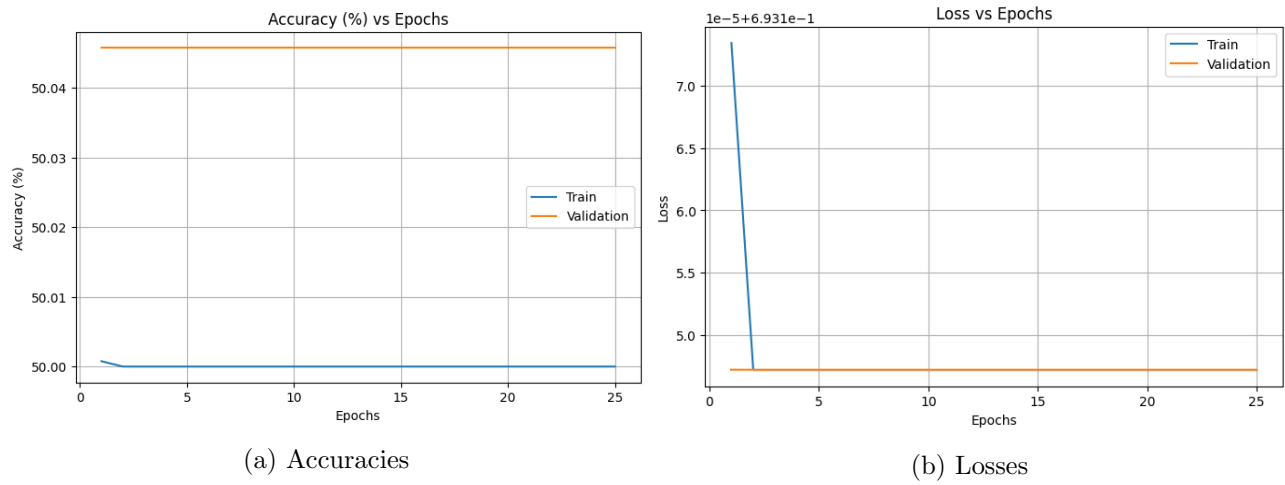 Accuracy (%) vs Epochs
50.04
50.03
50.02
50.01
50.00
Accuracy (%)
Train
Validation
0 5 10 15 20 25
Epochs
(a) Accuracies
Loss vs Epochs
1e−5+6.931e−1
7.0
6.5
6.0
5.5
5.0
Loss
Train
Validation
0 5 10 15 20 25
Epochs
(b) Losses